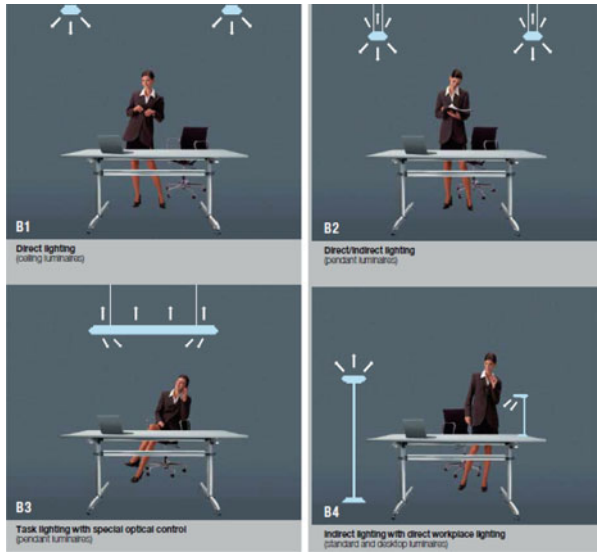 B1
Direct lighting
(ceiling luminaires)
B2
Direct/indirect lighting
(pendant luminaires)
B3
Task lighting with special optical control
(pendant luminaires)
B4
Indirect lighting with direct workplace lighting
(standard and desktop luminaires)